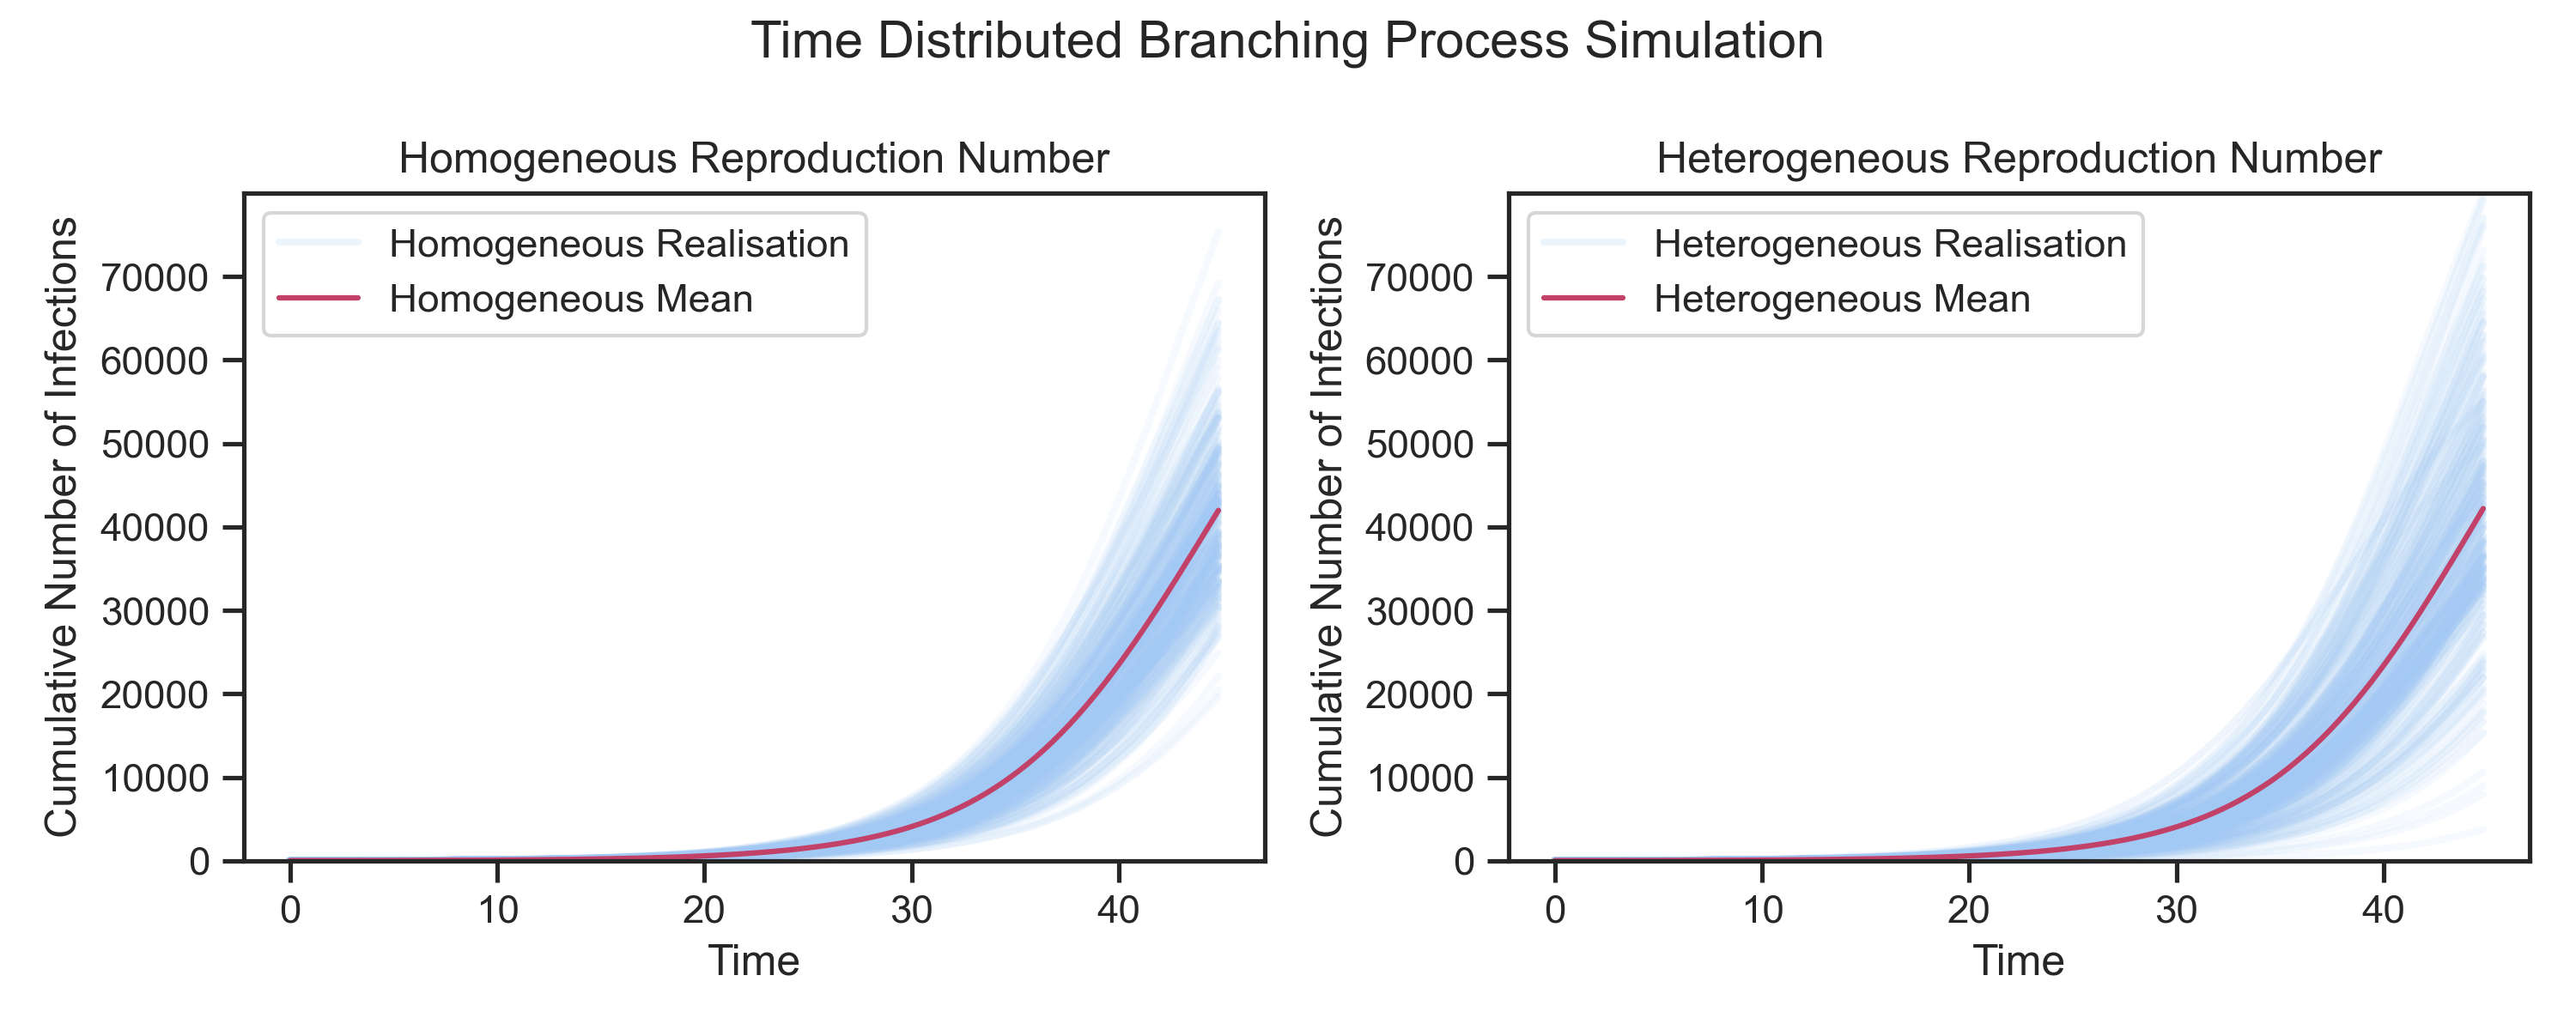 Time Distributed Branching Process Simulation
Homogeneous Reproduction Number
Cumulative Number of Infections
70000
60000
50000
40000
30000
20000
10000
0
Homogeneous Realisation
Homogeneous Mean
0 10 20 30 40
Time
Heterogeneous Reproduction Number
Cumulative Number of Infections
70000
60000
50000
40000
30000
20000
10000
0
Heterogeneous Realisation
Heterogeneous Mean
0 10 20 30 40
Time